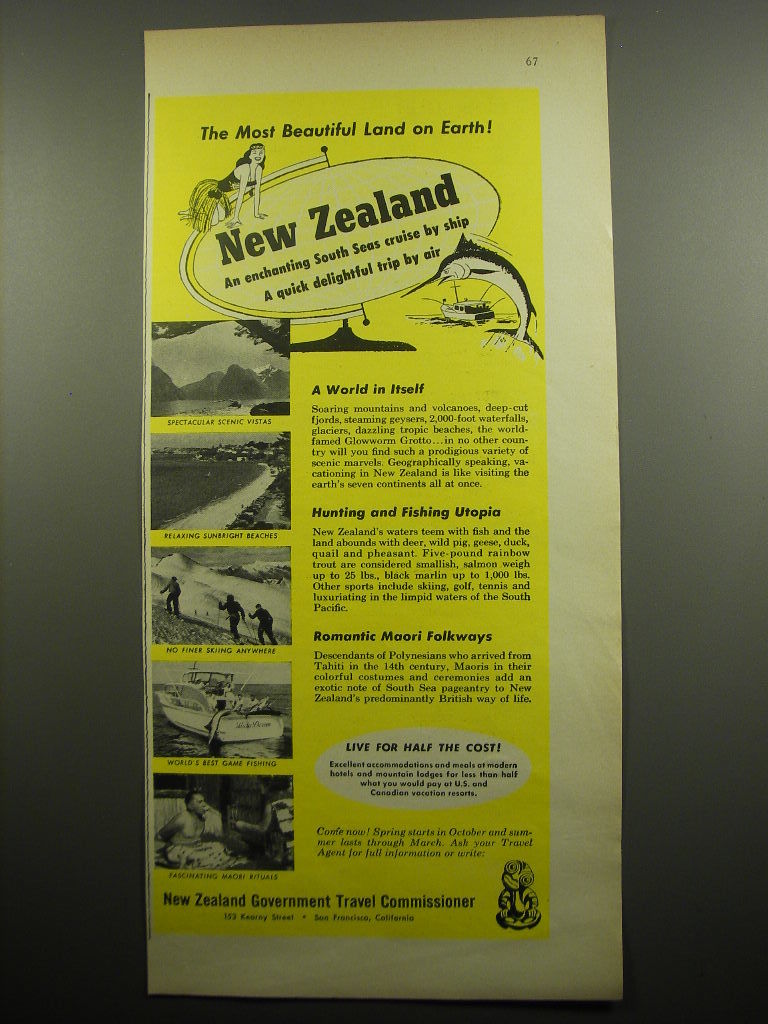 67
The Most Beautiful Land on Earth!
New Zealand
An enchanting South Seas cruise by ship
A quick delightful trip by air
SPECTACULAR SCENIC VISTAS
RELAXING SUNBRIGHT BEACHES
NO FINER SKIING ANYWHERE
WORLD'S BEST GAME FISHING
FASCINATING MAORI RITUALS
A World in Itself
Soaring mountains and volcanoes, deep-cut
fjords, steaming geysers, 2,000-foot waterfalls,
glaciers, dazzling tropic beaches, the world-
famed Glowworm Grotto...in no other coun-
try will you find such a prodigious variety of
scenic marvels. Geographically speaking, va-
cationing in New Zealand is like visiting the
earth's seven continents all at once.
Hunting and Fishing Utopia
New Zealand's waters teem with fish and the
land abounds with deer, wild pig, geese, duck,
quail and pheasant. Five-pound rainbow
trout are considered smallish, salmon weigh
up to 25 lbs., black marlin up to 1,000 lbs.
Other sports include skiing, golf, tennis and
luxuriating in the limpid waters of the South
Pacific.
Romantic Maori Folkways
Descendants of Polynesians who arrived from
Tahiti in the 14th century, Maoris in their
colorful costumes and ceremonies add an
exotic note of South Sea pageantry to New
Zealand's predominantly British way of life.
LIVE FOR HALF THE COST!
Excellent accommodations and meals at modern
hotels and mountain lodges for less than half
what you would pay at U.S. and
Canadian vacation resorts.
Come now! Spring starts in October and sum-
mer lasts through March. Ask your Travel
Agent for full information or write:
New Zealand Government Travel Commissioner
153 Kearny Street • San Francisco, California